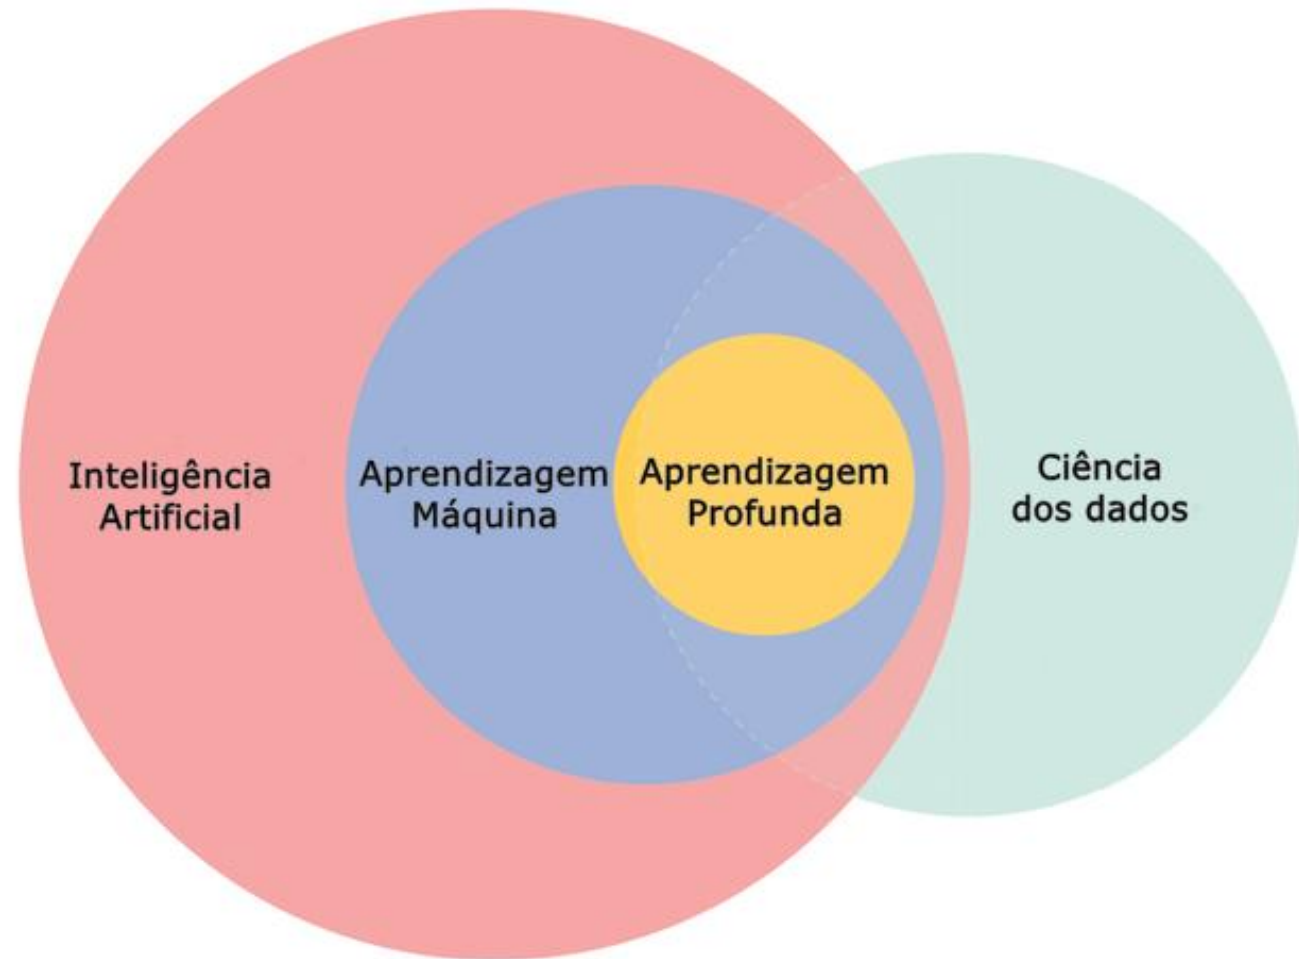 Inteligência
Artificial
Aprendizagem
Máquina
Aprendizagem
Profunda
Ciência
dos dados